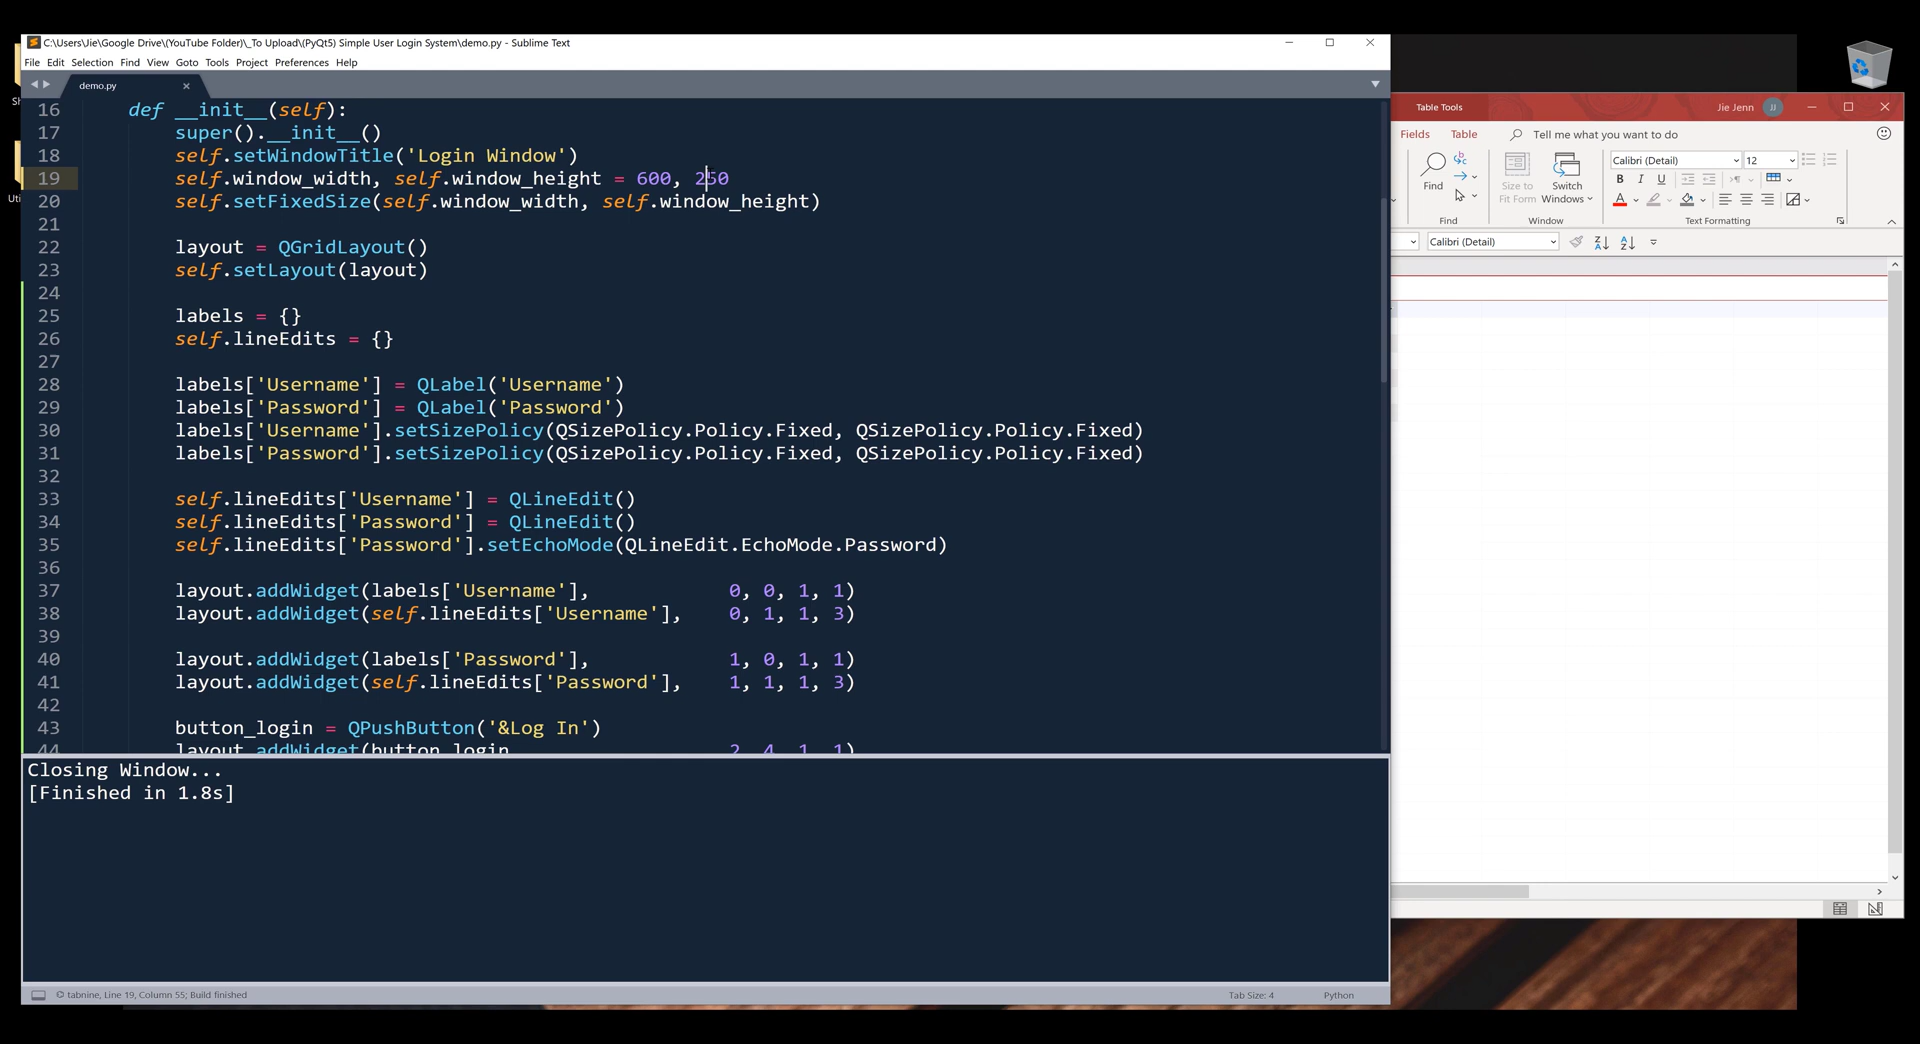 C:\Users\Jie\Google Drive\(YouTube Folder)\_To Upload\(PyQt5) Simple User Login System\demo.py - Sublime Text
File Edit Selection Find View Goto Tools Project Preferences Help
demo.py
16 def __init__(self):
17 super().__init__()
18 self.setWindowTitle('Login Window')
19 self.window_width, self.window_height = 600, 250
20 self.setFixedSize(self.window_width, self.window_height)
21
22 layout = QGridLayout()
23 self.setLayout(layout)
24
25 labels = {}
26 self.lineEdits = {}
27
28 labels['Username'] = QLabel('Username')
29 labels['Password'] = QLabel('Password')
30 labels['Username'].setSizePolicy(QSizePolicy.Policy.Fixed, QSizePolicy.Policy.Fixed)
31 labels['Password'].setSizePolicy(QSizePolicy.Policy.Fixed, QSizePolicy.Policy.Fixed)
32
33 self.lineEdits['Username'] = QLineEdit()
34 self.lineEdits['Password'] = QLineEdit()
35 self.lineEdits['Password'].setEchoMode(QLineEdit.EchoMode.Password)
36
37 layout.addWidget(labels['Username'], 0, 0, 1, 1)
38 layout.addWidget(self.lineEdits['Username'], 0, 1, 1, 3)
39
40 layout.addWidget(labels['Password'], 1, 0, 1, 1)
41 layout.addWidget(self.lineEdits['Password'], 1, 1, 1, 3)
42
43 button_login = QPushButton('&Log In')
44 layout.addWidget(button_login, 2, 4, 1, 1)
Closing Window...
[Finished in 1.8s]
tabnine, Line 19, Column 55; Build finished
Tab Size: 4 Python
Table Tools
Jie Jenn JJ
Fields Table Tell me what you want to do
Calibri (Detail) 12
Find
Size to Fit Form
Switch Windows
B I U
A
Find Window Text Formatting
Calibri (Detail)
Sh
Uti